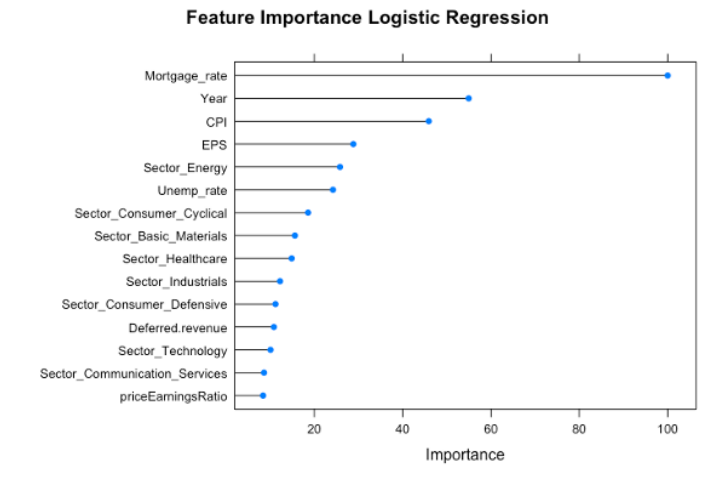 Feature Importance Logistic Regression
Mortgage_rate
Year
CPI
EPS
Sector_Energy
Unemp_rate
Sector_Consumer_Cyclical
Sector_Basic_Materials
Sector_Healthcare
Sector_Industrials
Sector_Consumer_Defensive
Deferred.revenue
Sector_Technology
Sector_Communication_Services
priceEarningsRatio
20 40 60 80 100
Importance